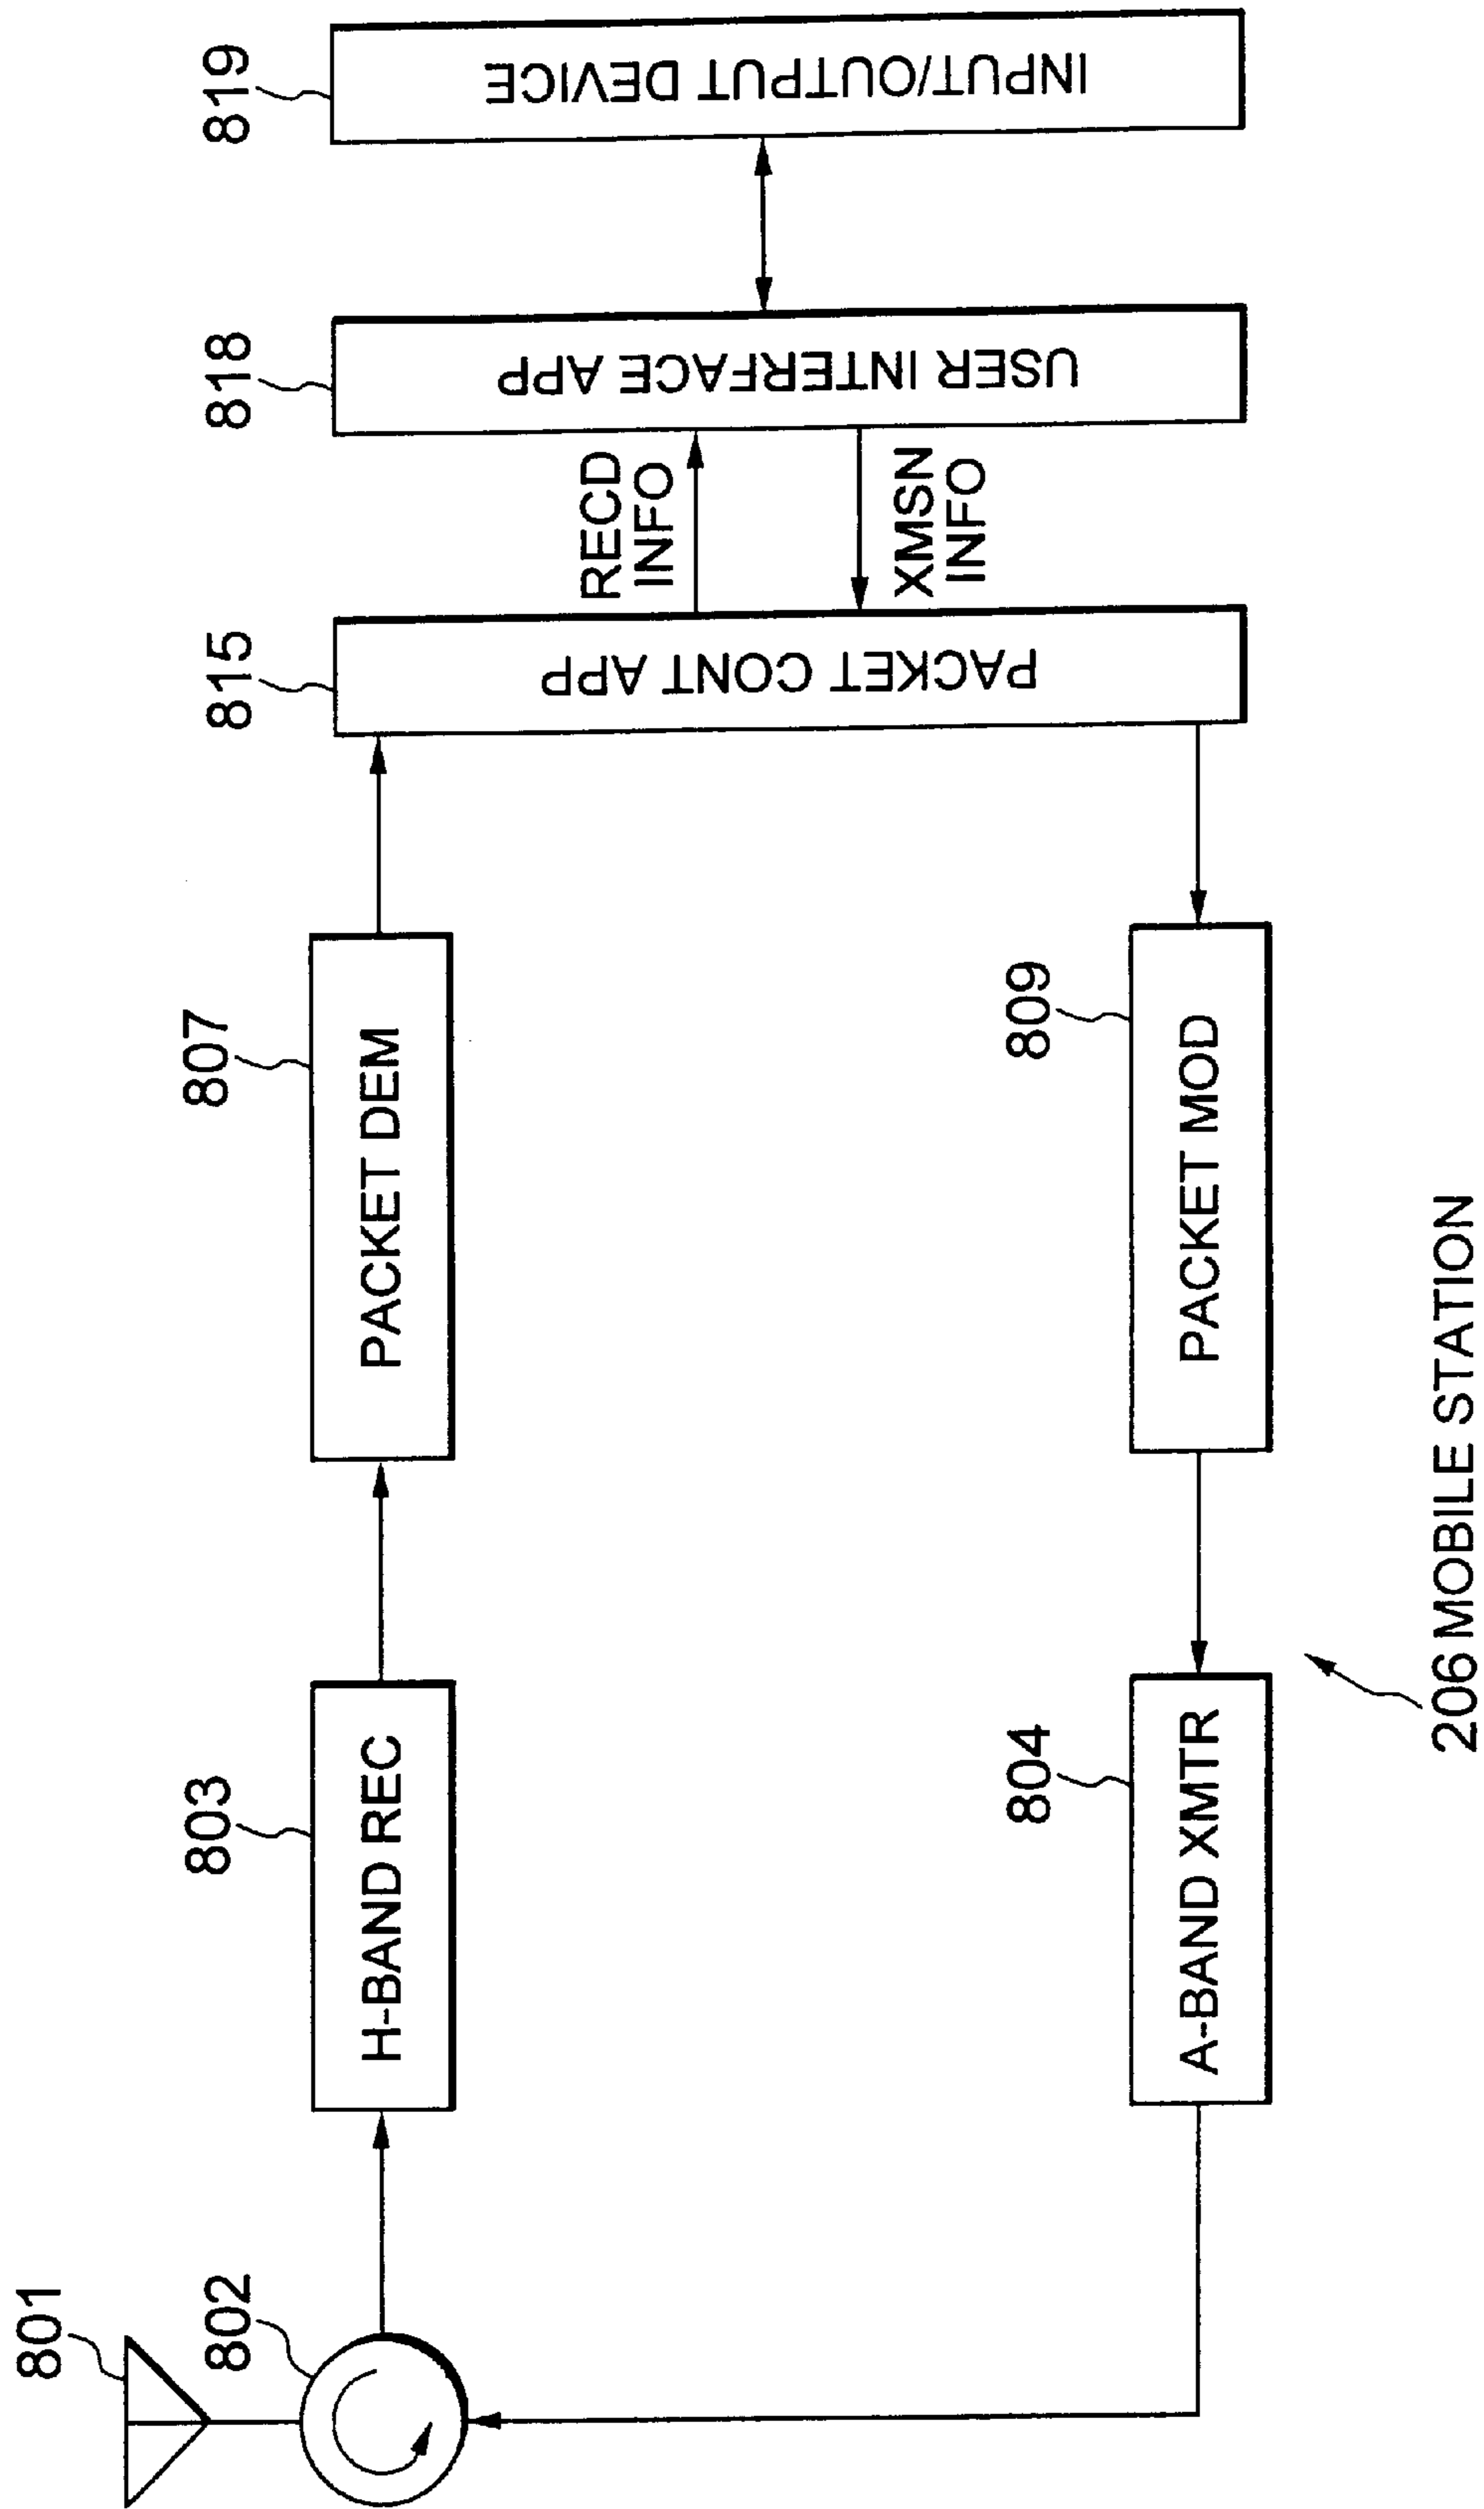 801
802
803
H-BAND REC
807
PACKET DEM
815
PACKET CONT APP
RECD
INFO
XMSN
INFO
818
USER INTERFACE APP
819
INPUT/OUTPUT DEVICE
804
A-BAND XMTR
809
PACKET MOD
206 MOBILE STATION